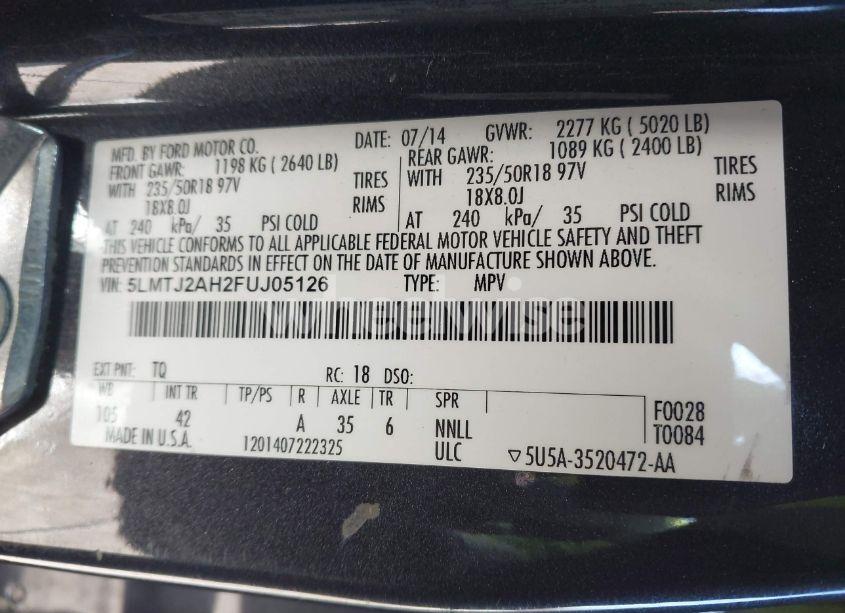 MFD. BY FORD MOTOR CO. DATE: 07/14 GVWR: 2277 KG ( 5020 LB)
FRONT GAWR: 1198 KG ( 2640 LB) REAR GAWR: 1089 KG ( 2400 LB)
WITH 235/50R18 97V TIRES WITH 235/50R18 97V TIRES
18X8.0J RIMS 18X8.0J RIMS
AT 240 kPa/ 35 PSI COLD AT 240 kPa/ 35 PSI COLD
THIS VEHICLE CONFORMS TO ALL APPLICABLE FEDERAL MOTOR VEHICLE SAFETY AND THEFT
PREVENTION STANDARDS IN EFFECT ON THE DATE OF MANUFACTURE SHOWN ABOVE.
VIN: 5LMTJ2AH2FUJ05126 TYPE: MPV
wheelwise
EXT PNT: TQ RC: 18 DSO:
WB INT TR TP/PS R AXLE TR SPR
105 42 A 35 6 NNLL F0028
MADE IN U.S.A. 1201407222325 ULC ▽5U5A-3520472-AA T0084